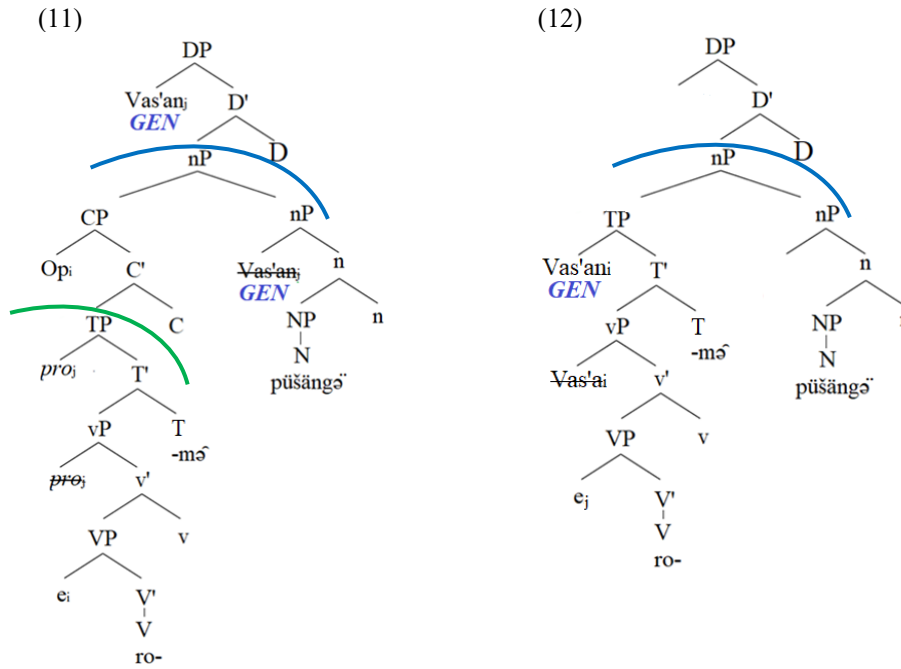 (11)
DP
Vas'anⱼ D'
GEN
nP D
CP nP
Opᵢ C' Vas'anⱼ n
GEN
TP C NP n
proⱼ T' N
vP T püšängə̈
-mə̑
proⱼ v'
VP v
eᵢ V'
V
ro-
(12)
DP
D'
nP D
TP nP
Vas'anᵢ T' n
GEN
vP T NP
-mə̑ N
Vas'aᵢ v' püšängə̈
VP v
eⱼ V'
V
ro-